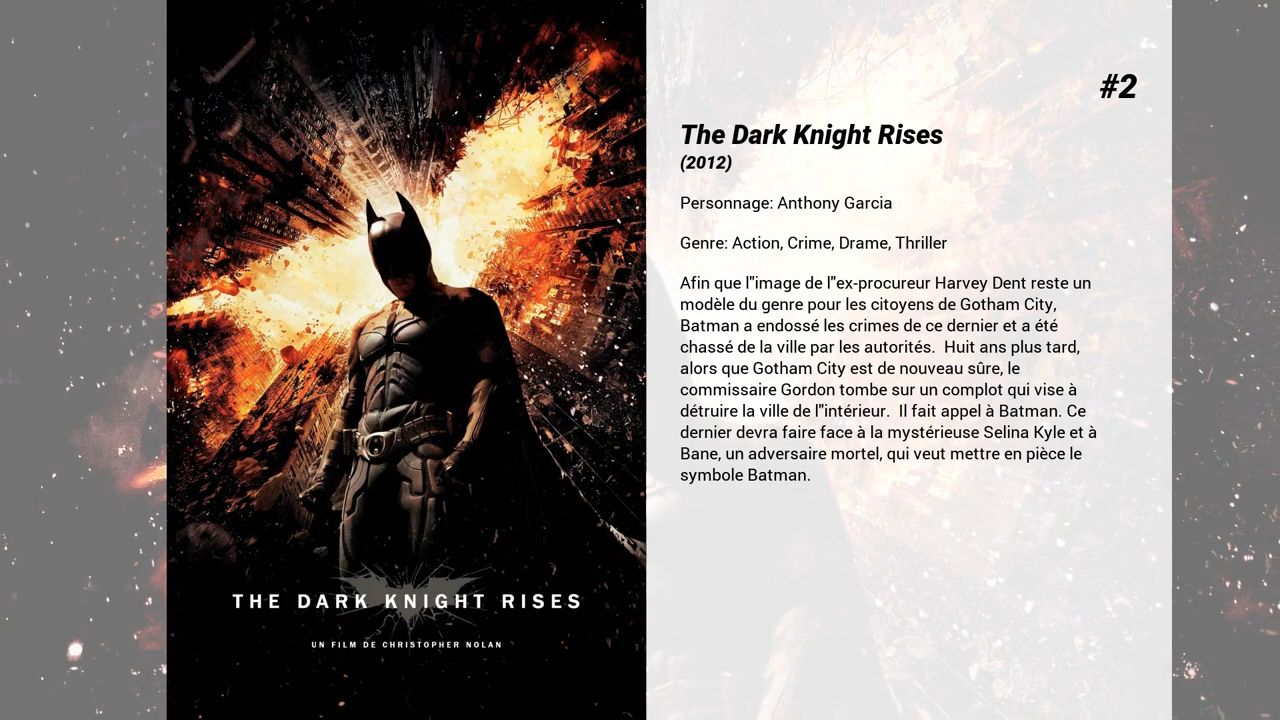 THE DARK KNIGHT RISES
UN FILM DE CHRISTOPHER NOLAN
#2
The Dark Knight Rises
(2012)
Personnage: Anthony Garcia
Genre: Action, Crime, Drame, Thriller
Afin que l"image de l"ex-procureur Harvey Dent reste un
modèle du genre pour les citoyens de Gotham City,
Batman a endossé les crimes de ce dernier et a été
chassé de la ville par les autorités.  Huit ans plus tard,
alors que Gotham City est de nouveau sûre, le
commissaire Gordon tombe sur un complot qui vise à
détruire la ville de l"intérieur.  Il fait appel à Batman. Ce
dernier devra faire face à la mystérieuse Selina Kyle et à
Bane, un adversaire mortel, qui veut mettre en pièce le
symbole Batman.